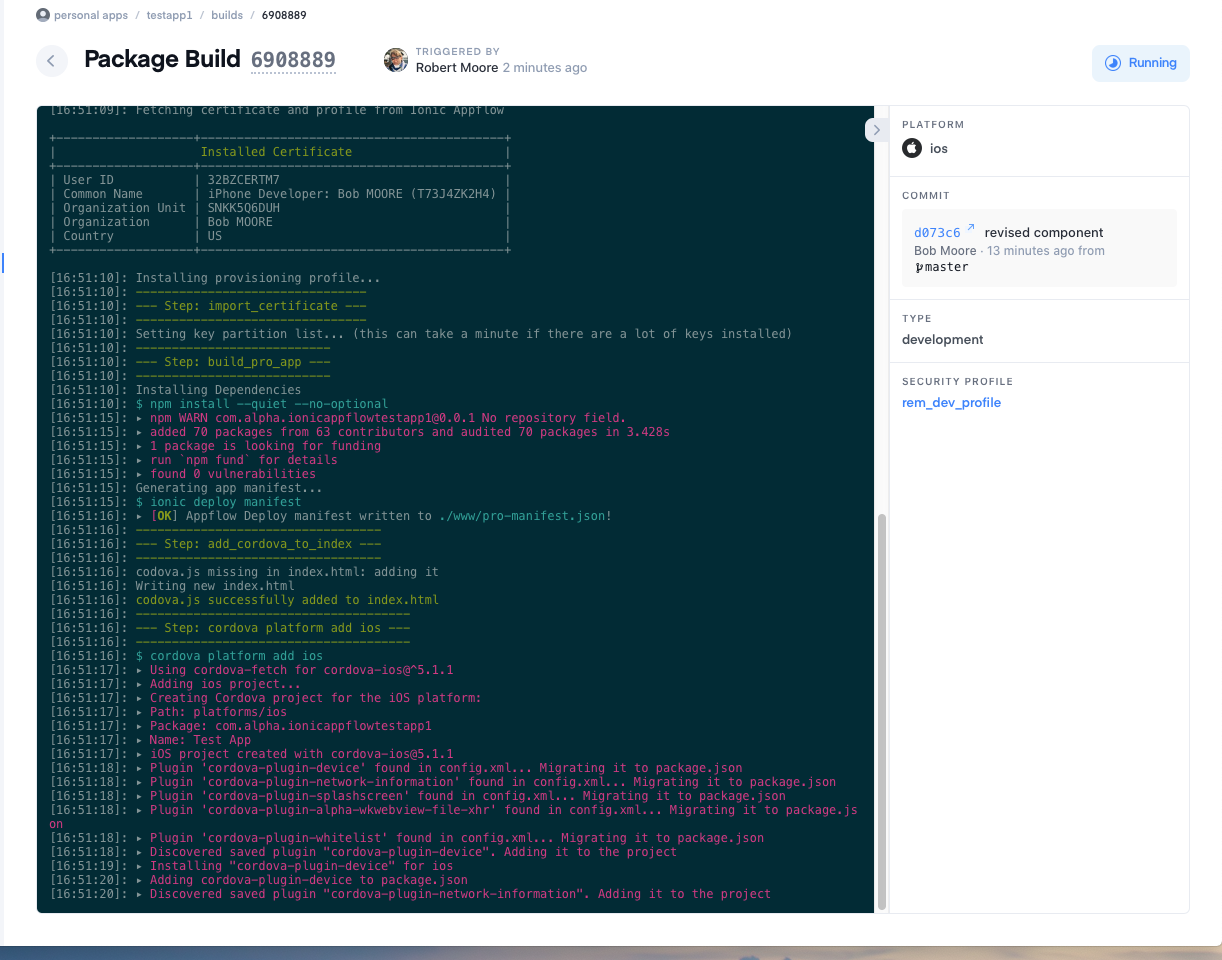 personal apps / testapp1 / builds / 6908889
Package Build 6908889
TRIGGERED BY
Robert Moore 2 minutes ago
Running
[16:51:09]: Fetching certificate and profile from Ionic Appflow
+-------------------+------------------------------------------+
| Installed Certificate |
+-------------------+------------------------------------------+
| User ID | 32BZCERTM7 |
| Common Name | iPhone Developer: Bob MOORE (T73J4ZK2H4) |
| Organization Unit | SNKK5Q6DUH |
| Organization | Bob MOORE |
| Country | US |
+-------------------+------------------------------------------+
[16:51:10]: Installing provisioning profile...
[16:51:10]: --------------------------------
[16:51:10]: --- Step: import_certificate ---
[16:51:10]: --------------------------------
[16:51:10]: Setting key partition list... (this can take a minute if there are a lot of keys installed)
[16:51:10]: ---------------------------
[16:51:10]: --- Step: build_pro_app ---
[16:51:10]: ---------------------------
[16:51:10]: Installing Dependencies
[16:51:10]: $ npm install --quiet --no-optional
[16:51:15]: ▸ npm WARN com.alpha.ionicappflowtestapp1@0.0.1 No repository field.
[16:51:15]: ▸ added 70 packages from 63 contributors and audited 70 packages in 3.428s
[16:51:15]: ▸ 1 package is looking for funding
[16:51:15]: ▸ run `npm fund` for details
[16:51:15]: ▸ found 0 vulnerabilities
[16:51:15]: Generating app manifest...
[16:51:15]: $ ionic deploy manifest
[16:51:16]: ▸ [OK] Appflow Deploy manifest written to ./www/pro-manifest.json!
[16:51:16]: ----------------------------------
[16:51:16]: --- Step: add_cordova_to_index ---
[16:51:16]: ----------------------------------
[16:51:16]: codova.js missing in index.html: adding it
[16:51:16]: Writing new index.html
[16:51:16]: codova.js successfully added to index.html
[16:51:16]: --------------------------------------
[16:51:16]: --- Step: cordova platform add ios ---
[16:51:16]: --------------------------------------
[16:51:16]: $ cordova platform add ios
[16:51:17]: ▸ Using cordova-fetch for cordova-ios@^5.1.1
[16:51:17]: ▸ Adding ios project...
[16:51:17]: ▸ Creating Cordova project for the iOS platform:
[16:51:17]: ▸ Path: platforms/ios
[16:51:17]: ▸ Package: com.alpha.ionicappflowtestapp1
[16:51:17]: ▸ Name: Test App
[16:51:17]: ▸ iOS project created with cordova-ios@5.1.1
[16:51:18]: ▸ Plugin 'cordova-plugin-device' found in config.xml... Migrating it to package.json
[16:51:18]: ▸ Plugin 'cordova-plugin-network-information' found in config.xml... Migrating it to package.json
[16:51:18]: ▸ Plugin 'cordova-plugin-splashscreen' found in config.xml... Migrating it to package.json
[16:51:18]: ▸ Plugin 'cordova-plugin-alpha-wkwebview-file-xhr' found in config.xml... Migrating it to package.js
on
[16:51:18]: ▸ Plugin 'cordova-plugin-whitelist' found in config.xml... Migrating it to package.json
[16:51:18]: ▸ Discovered saved plugin "cordova-plugin-device". Adding it to the project
[16:51:19]: ▸ Installing "cordova-plugin-device" for ios
[16:51:20]: ▸ Adding cordova-plugin-device to package.json
[16:51:20]: ▸ Discovered saved plugin "cordova-plugin-network-information". Adding it to the project
PLATFORM
ios
COMMIT
d073c6 revised component
Bob Moore · 13 minutes ago from
master
TYPE
development
SECURITY PROFILE
rem_dev_profile